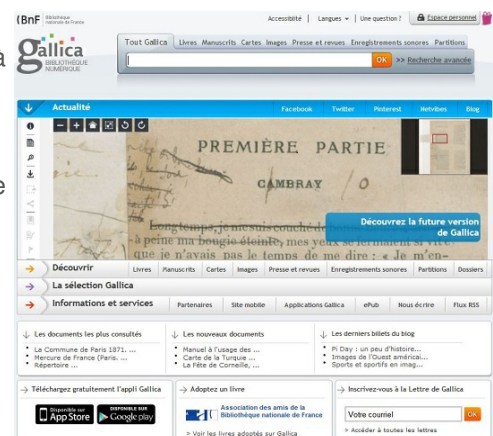 {BnF Bibliothèque nationale de France
Accessibilité | Langues | Une question ? Espace personnel
à
Gallica
BIBLIOTHÈQUE
NUMÉRIQUE
Tout Gallica Livres Manuscrits Cartes Images Presse et revues Enregistrements sonores Partitions
OK >> Recherche avancée
Actualité Facebook Twitter Pinterest Netvibes Blog
PREMIÈRE PARTIE
CAMBRAY
Longtemps, je me suis couché de
à peine ma bougie éteinte, mes yeux se fermaient si vite
que je n'avais pas le temps de me dire : « Je m'en-
Découvrez la future version
de Gallica
e
Découvrir Livres Manuscrits Cartes Images Presse et revues Enregistrements sonores Partitions Dossiers
La sélection Gallica
Informations et services Partenaires Site mobile Applications Gallica ePub Nous écrire Flux RSS
Les documents les plus consultés
La Commune de Paris 1871. ...
Mercure de France (Paris. ...
Répertoire ...
Les nouveaux documents
Manuel à l'usage des ...
Carte de la Turquie ...
La Fête de Corneille, ...
Les derniers billets du blog
Pi Day : un peu d'histoire...
Images de l'Ouest américai...
Sports et sportifs en imag...
Téléchargez gratuitement l'appli Gallica
Disponible sur
App Store
DISPONIBLE SUR
Google play
Adoptez un livre
Association des amis de la
Bibliothèque nationale de France
> Voir les livres adoptés sur Gallica
Inscrivez-vous à la Lettre de Gallica
Votre courriel OK
> Accéder à toutes les lettres